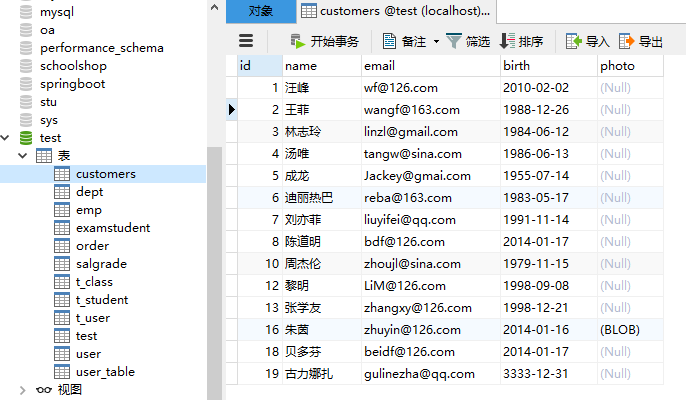 mysql
oa
performance_schema
schoolshop
springboot
stu
sys
test
表
customers
dept
emp
examstudent
order
salgrade
t_class
t_student
t_user
test
user
user_table
视图
对象 customers @test (localhost)...
开始事务 备注 筛选 排序 导入 导出
id name email birth photo
1 汪峰 wf@126.com 2010-02-02 (Null)
2 王菲 wangf@163.com 1988-12-26 (Null)
3 林志玲 linzl@gmail.com 1984-06-12 (Null)
4 汤唯 tangw@sina.com 1986-06-13 (Null)
5 成龙 Jackey@gmai.com 1955-07-14 (Null)
6 迪丽热巴 reba@163.com 1983-05-17 (Null)
7 刘亦菲 liuyifei@qq.com 1991-11-14 (Null)
8 陈道明 bdf@126.com 2014-01-17 (Null)
10 周杰伦 zhoujl@sina.com 1979-11-15 (Null)
12 黎明 LiM@126.com 1998-09-08 (Null)
13 张学友 zhangxy@126.com 1998-12-21 (Null)
16 朱茵 zhuyin@126.com 2014-01-16 (BLOB)
18 贝多芬 beidf@126.com 2014-01-17 (Null)
19 古力娜扎 gulinezha@qq.com 3333-12-31 (Null)